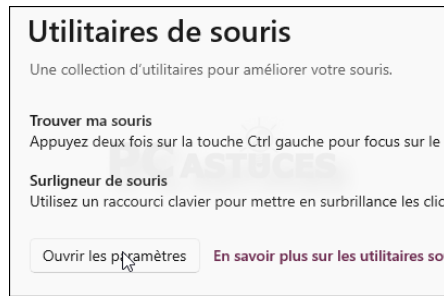 Utilitaires de souris
Une collection d'utilitaires pour améliorer votre souris.
Trouver ma souris
Appuyez deux fois sur la touche Ctrl gauche pour focus sur le
PC ASTUCES
Surligneur de souris
Utilisez un raccourci clavier pour mettre en surbrillance les
Ouvrir les paramètres En savoir plus sur les utilitaires